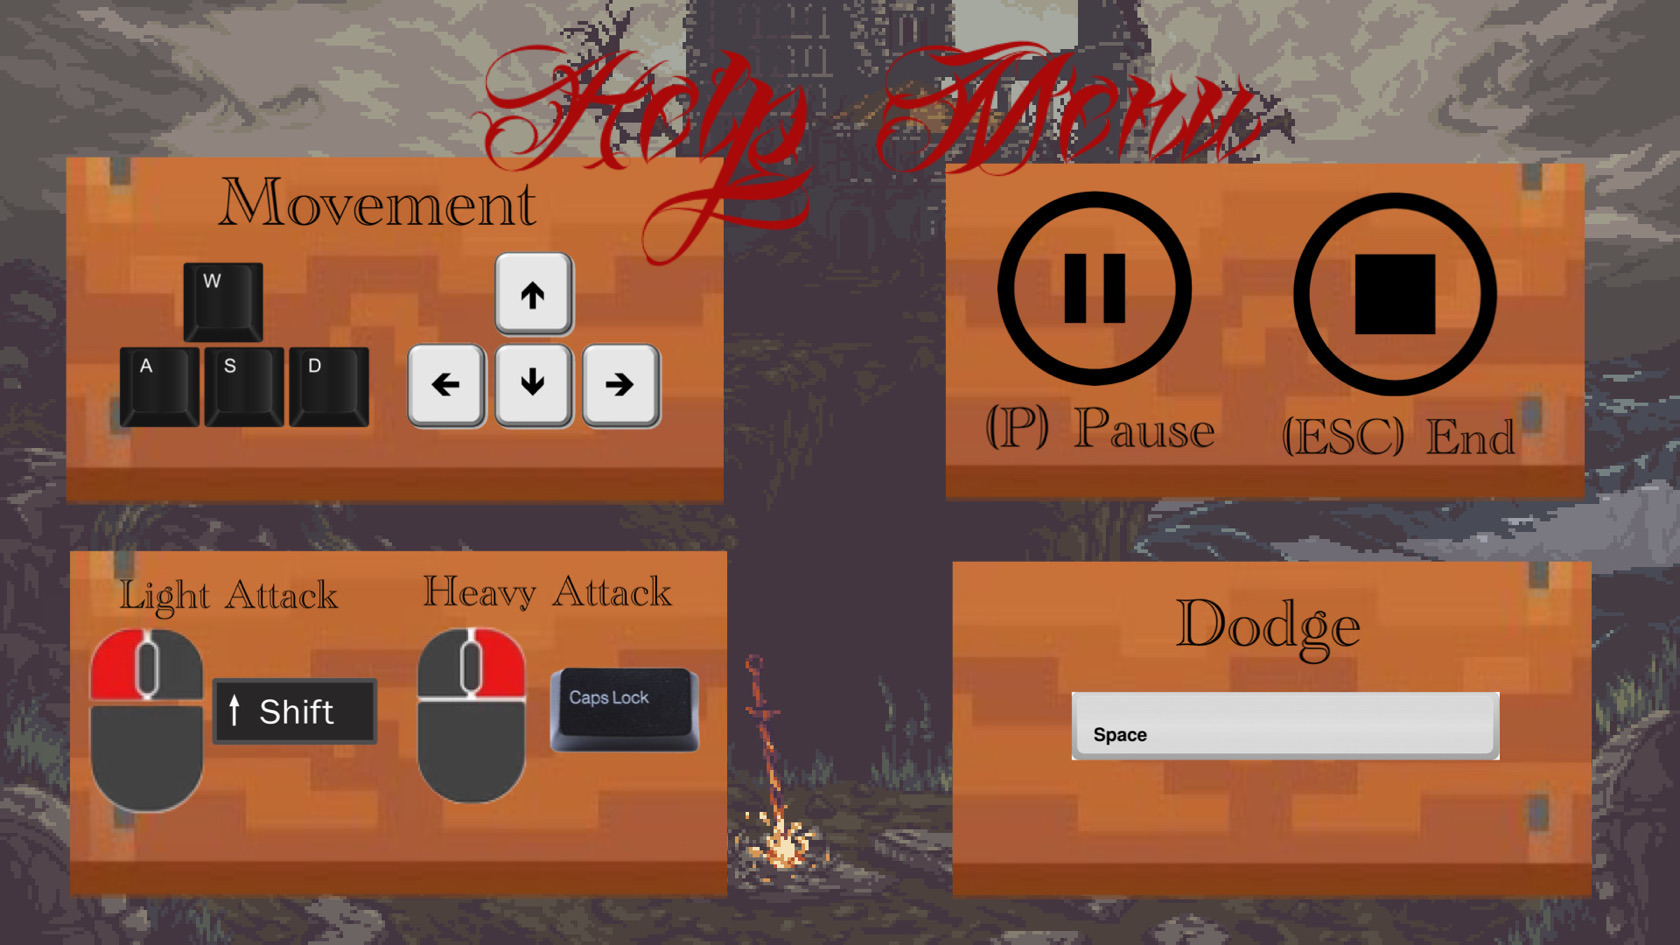 Help Menu
Movement
W
A S D
(P) Pause
(ESC) End
Light Attack
Shift
Heavy Attack
Caps Lock
Dodge
Space